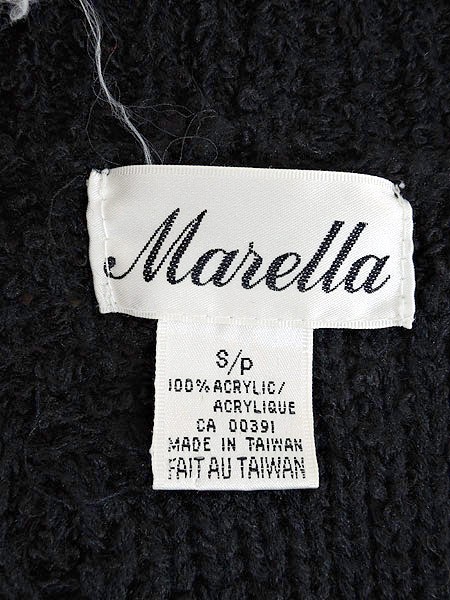 Marella
S/P
100% ACRYLIC/
ACRYLIQUE
CA 00391
MADE IN TAIWAN
FAIT AU TAIWAN